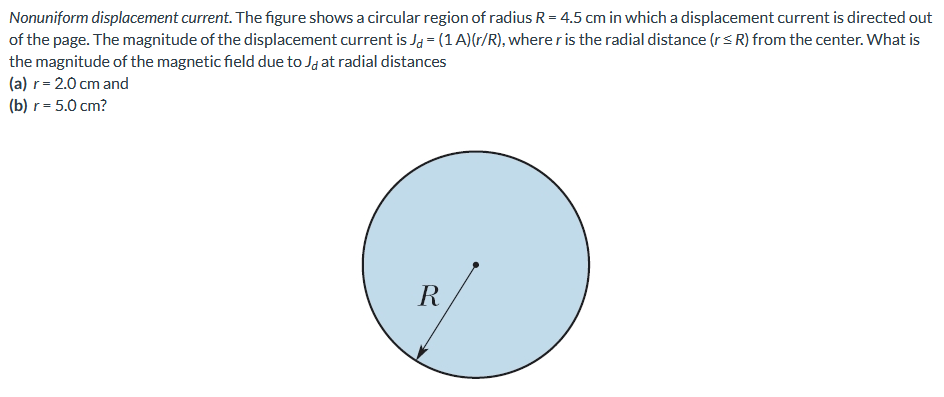 Nonuniform displacement current. The figure shows a circular region of radius R = 4.5 cm in which a displacement current is directed out
of the page. The magnitude of the displacement current is J_d = (1 A)(r/R), where r is the radial distance (r ≤ R) from the center. What is
the magnitude of the magnetic field due to J_d at radial distances
(a) r = 2.0 cm and
(b) r = 5.0 cm?
R